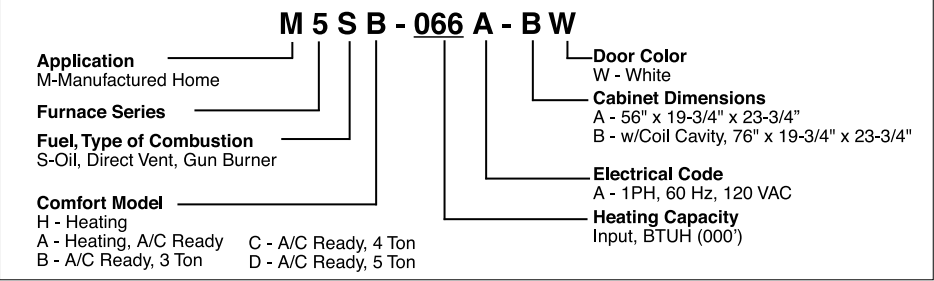 M 5 S B - 066 A - B W
Application
M-Manufactured Home
Furnace Series
Fuel, Type of Combustion
S-Oil, Direct Vent, Gun Burner
Comfort Model
H - Heating
A - Heating, A/C Ready
B - A/C Ready, 3 Ton
C - A/C Ready, 4 Ton
D - A/C Ready, 5 Ton
Door Color
W - White
Cabinet Dimensions
A - 56" x 19-3/4" x 23-3/4”
B - w/Coil Cavity, 76" x 19-3/4" x 23-3/4"
Electrical Code
A - 1PH, 60 Hz, 120 VAC
Heating Capacity
Input, BTUH (000’)